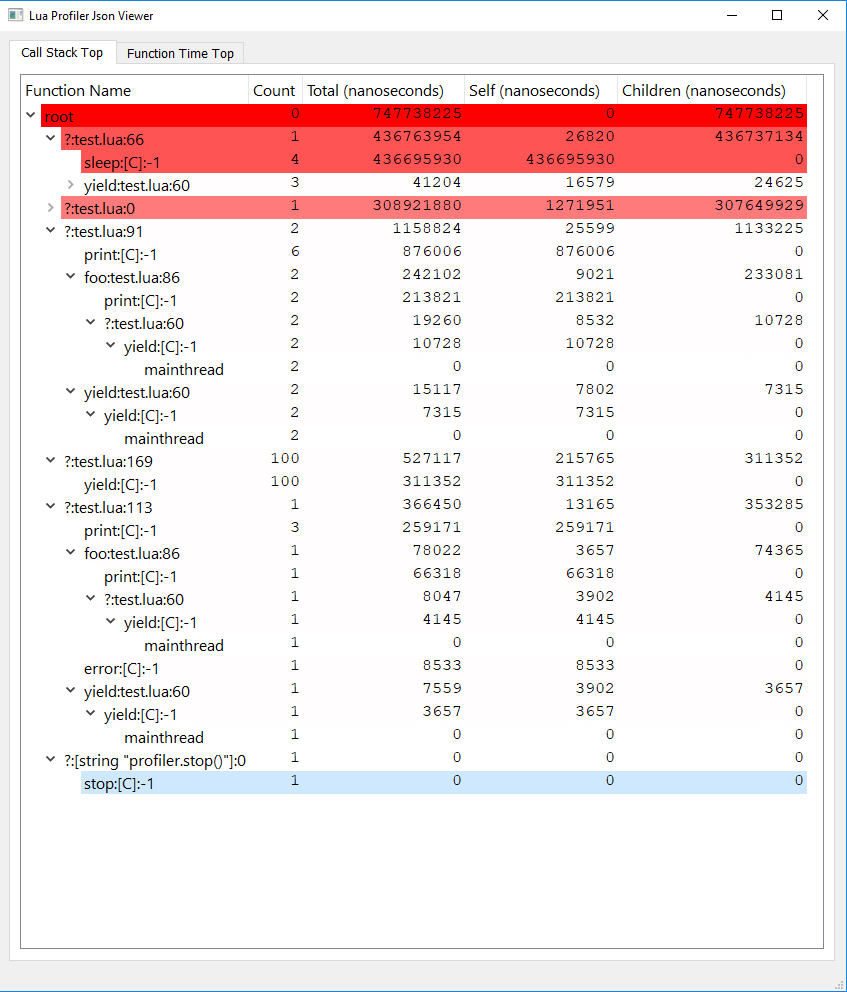 Lua Profiler Json Viewer
Call Stack Top Function Time Top
Function Name Count Total (nanoseconds) Self (nanoseconds) Children (nanoseconds)
root 0 747738225 0 747738225
?:test.lua:66 1 436763954 26820 436737134
sleep:[C]:-1 4 436695930 436695930 0
yield:test.lua:60 3 41204 16579 24625
?:test.lua:0 1 308921880 1271951 307649929
?:test.lua:91 2 1158824 25599 1133225
print:[C]:-1 6 876006 876006 0
foo:test.lua:86 2 242102 9021 233081
print:[C]:-1 2 213821 213821 0
?:test.lua:60 2 19260 8532 10728
yield:[C]:-1 2 10728 10728 0
mainthread 2 0 0 0
yield:test.lua:60 2 15117 7802 7315
yield:[C]:-1 2 7315 7315 0
mainthread 2 0 0 0
?:test.lua:169 100 527117 215765 311352
yield:[C]:-1 100 311352 311352 0
?:test.lua:113 1 366450 13165 353285
print:[C]:-1 3 259171 259171 0
foo:test.lua:86 1 78022 3657 74365
print:[C]:-1 1 66318 66318 0
?:test.lua:60 1 8047 3902 4145
yield:[C]:-1 1 4145 4145 0
mainthread 1 0 0 0
error:[C]:-1 1 8533 8533 0
yield:test.lua:60 1 7559 3902 3657
yield:[C]:-1 1 3657 3657 0
mainthread 1 0 0 0
?:[string "profiler.stop()"]:0 1 0 0 0
stop:[C]:-1 1 0 0 0